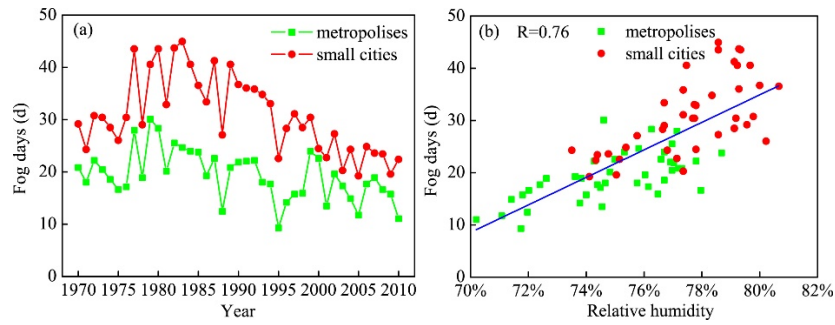 (a)
metropolises
small cities
Fog days (d)
50
40
30
20
10
0
1970 1975 1980 1985 1990 1995 2000 2005 2010
Year
(b) R=0.76
metropolises
small cities
Fog days (d)
50
40
30
20
10
0
70% 72% 74% 76% 78% 80% 82%
Relative humidity